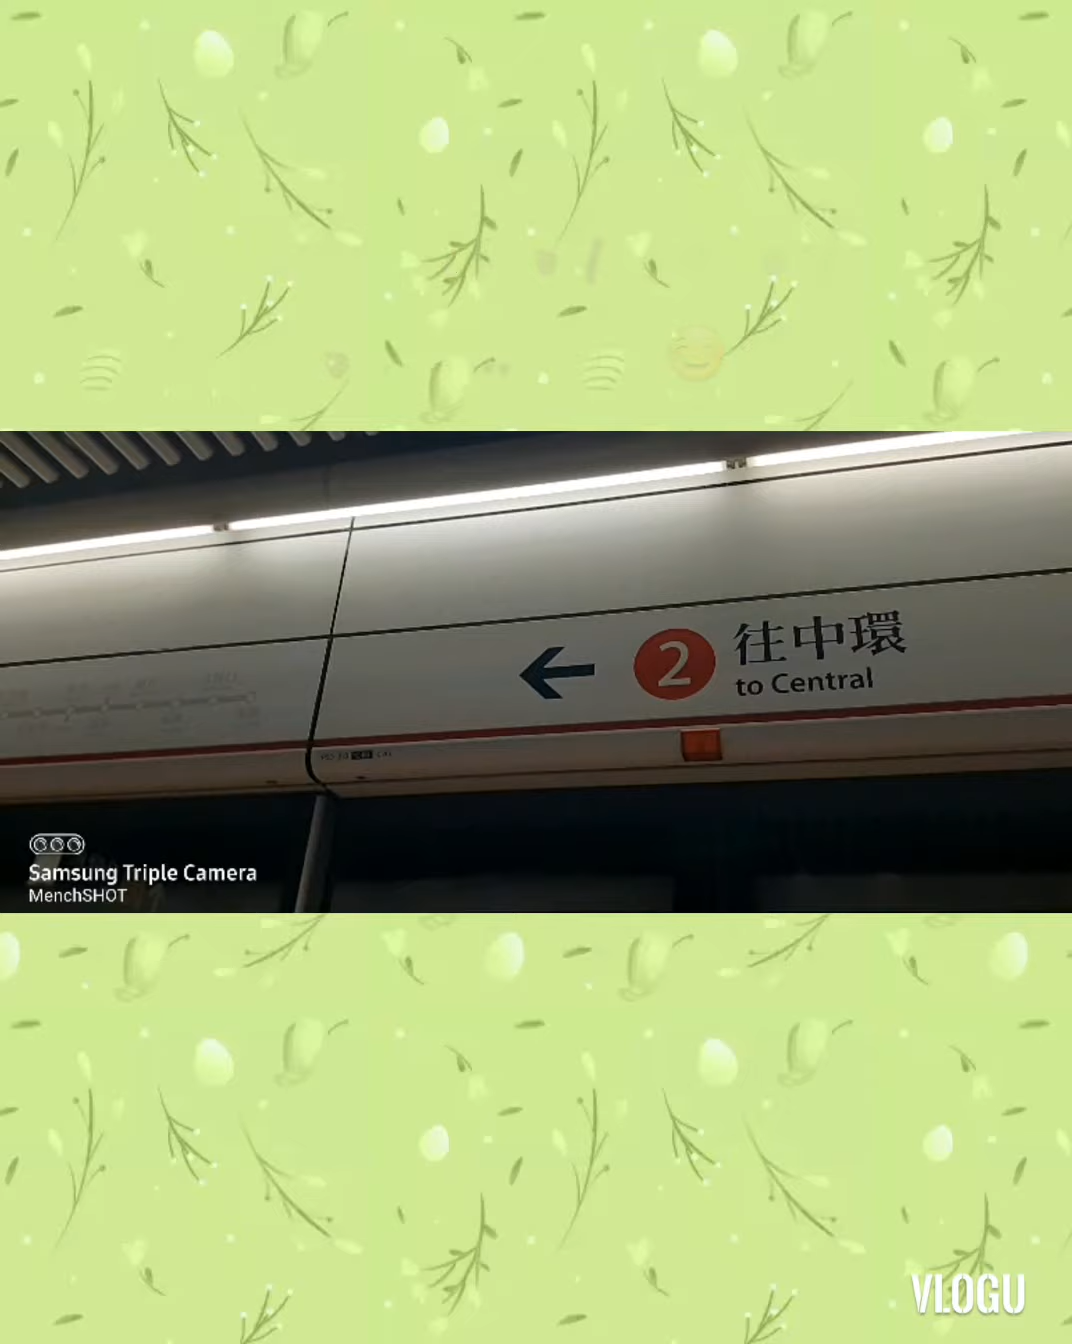 2
往中環
to Central
Samsung Triple Camera
MenchSHOT
VLOGU